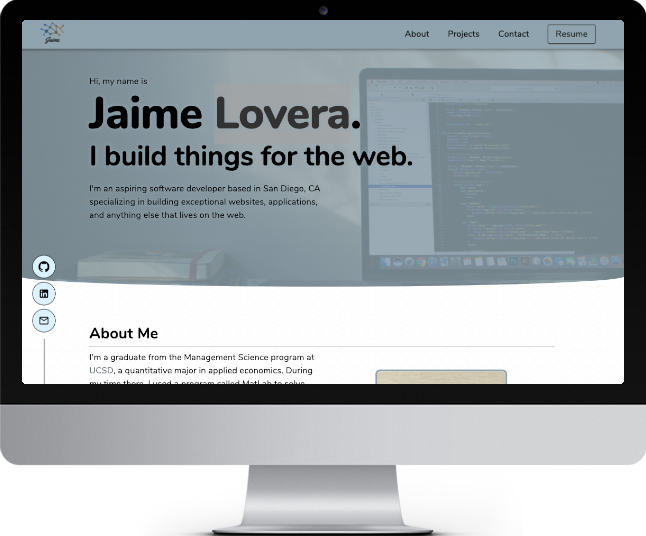 Jaime
About
Projects
Contact
Resume
Hi, my name is
Jaime Lovera.
I build things for the web.
I'm an aspiring software developer based in San Diego, CA
specializing in building exceptional websites, applications,
and anything else that lives on the web.
About Me
I'm a graduate from the Management Science program at
UCSD, a quantitative major in applied economics. During
my time there, I used a program called MatLab to solve